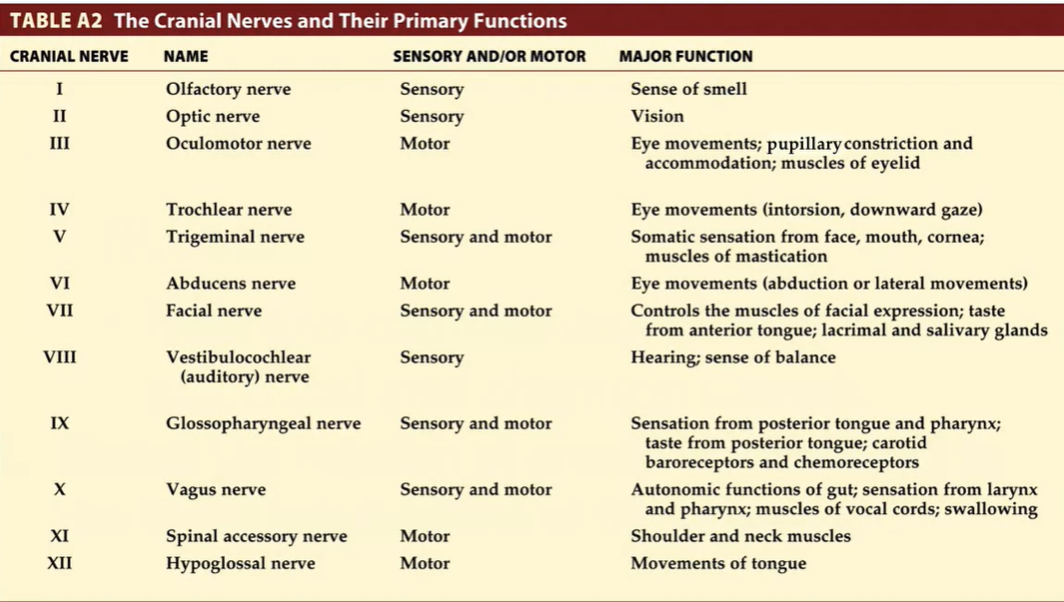 TABLE A2 The Cranial Nerves and Their Primary Functions
CRANIAL NERVE NAME SENSORY AND/OR MOTOR MAJOR FUNCTION
I Olfactory nerve Sensory Sense of smell
II Optic nerve Sensory Vision
III Oculomotor nerve Motor Eye movements; pupillary constriction and
accommodation; muscles of eyelid
IV Trochlear nerve Motor Eye movements (intorsion, downward gaze)
V Trigeminal nerve Sensory and motor Somatic sensation from face, mouth, cornea;
muscles of mastication
VI Abducens nerve Motor Eye movements (abduction or lateral movements)
VII Facial nerve Sensory and motor Controls the muscles of facial expression; taste
from anterior tongue; lacrimal and salivary glands
VIII Vestibulocochlear Sensory Hearing; sense of balance
(auditory) nerve
IX Glossopharyngeal nerve Sensory and motor Sensation from posterior tongue and pharynx;
taste from posterior tongue; carotid
baroreceptors and chemoreceptors
X Vagus nerve Sensory and motor Autonomic functions of gut; sensation from larynx
and pharynx; muscles of vocal cords; swallowing
XI Spinal accessory nerve Motor Shoulder and neck muscles
XII Hypoglossal nerve Motor Movements of tongue